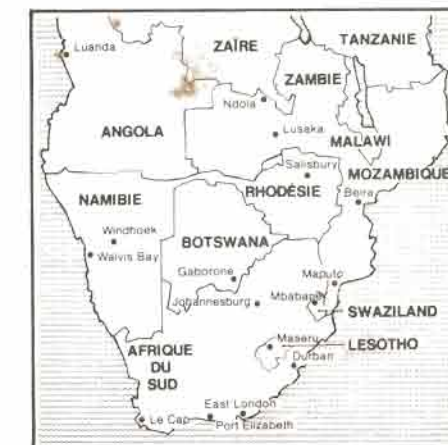 Luanda
ZAÏRE
TANZANIE
ZAMBIE
Ndola
Lusaka
ANGOLA
MALAWI
MOZAMBIQUE
Salisbury
RHODÉSIE
Beira
NAMIBIE
Windhoek
Walvis Bay
BOTSWANA
Gaborone
Maputo
Johannesburg
Mbabane
SWAZILAND
Maseru
LESOTHO
Durban
AFRIQUE
DU
SUD
East London
Le Cap
Port Elizabeth